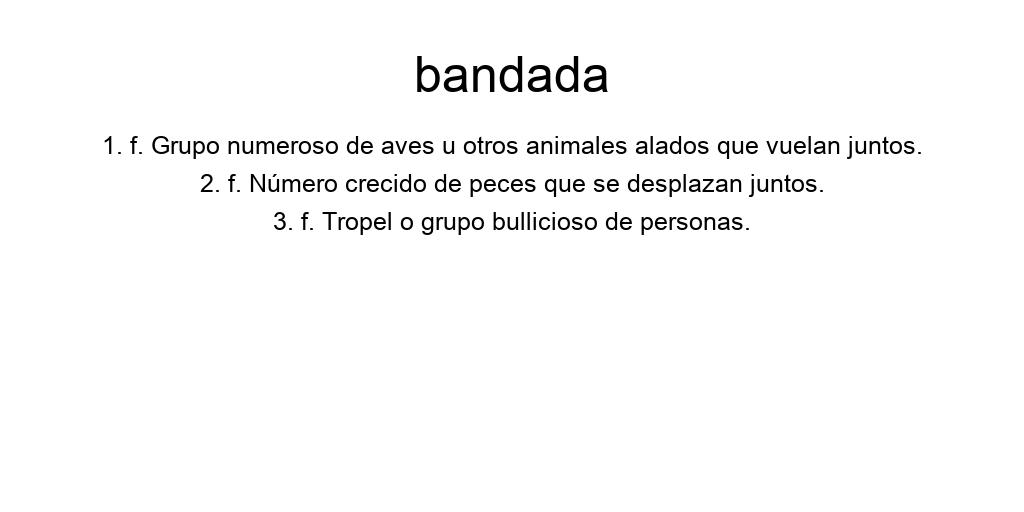 bandada
1. f. Grupo numeroso de aves u otros animales alados que vuelan juntos.
2. f. Número crecido de peces que se desplazan juntos.
3. f. Tropel o grupo bullicioso de personas.